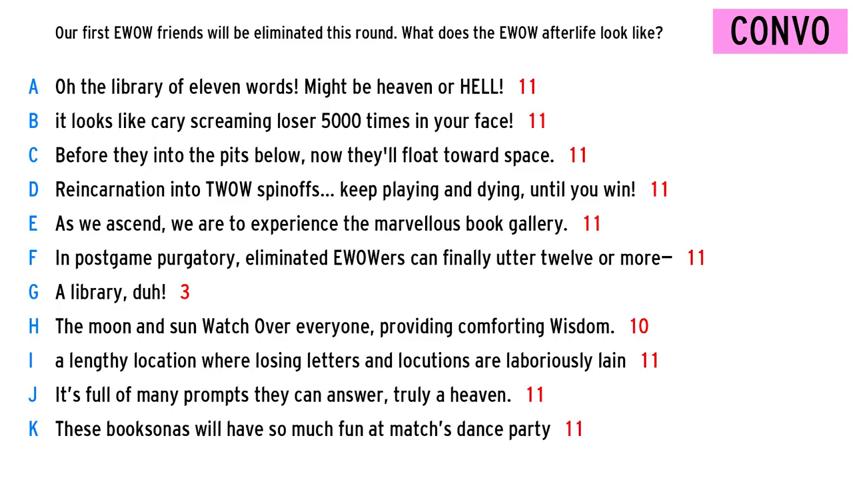 Our first EWOW friends will be eliminated this round. What does the EWOW afterlife look like?
CONVO
A Oh the library of eleven words! Might be heaven or HELL! 11
B it looks like cary screaming loser 5000 times in your face! 11
C Before they into the pits below, now they'll float toward space. 11
D Reincarnation into TWOW spinoffs... keep playing and dying, until you win! 11
E As we ascend, we are to experience the marvellous book gallery. 11
F In postgame purgatory, eliminated EWOWers can finally utter twelve or more— 11
G A library, duh! 3
H The moon and sun Watch Over everyone, providing comforting Wisdom. 10
I a lengthy location where losing letters and locutions are laboriously lain 11
J It’s full of many prompts they can answer, truly a heaven. 11
K These booksonas will have so much fun at match’s dance party 11